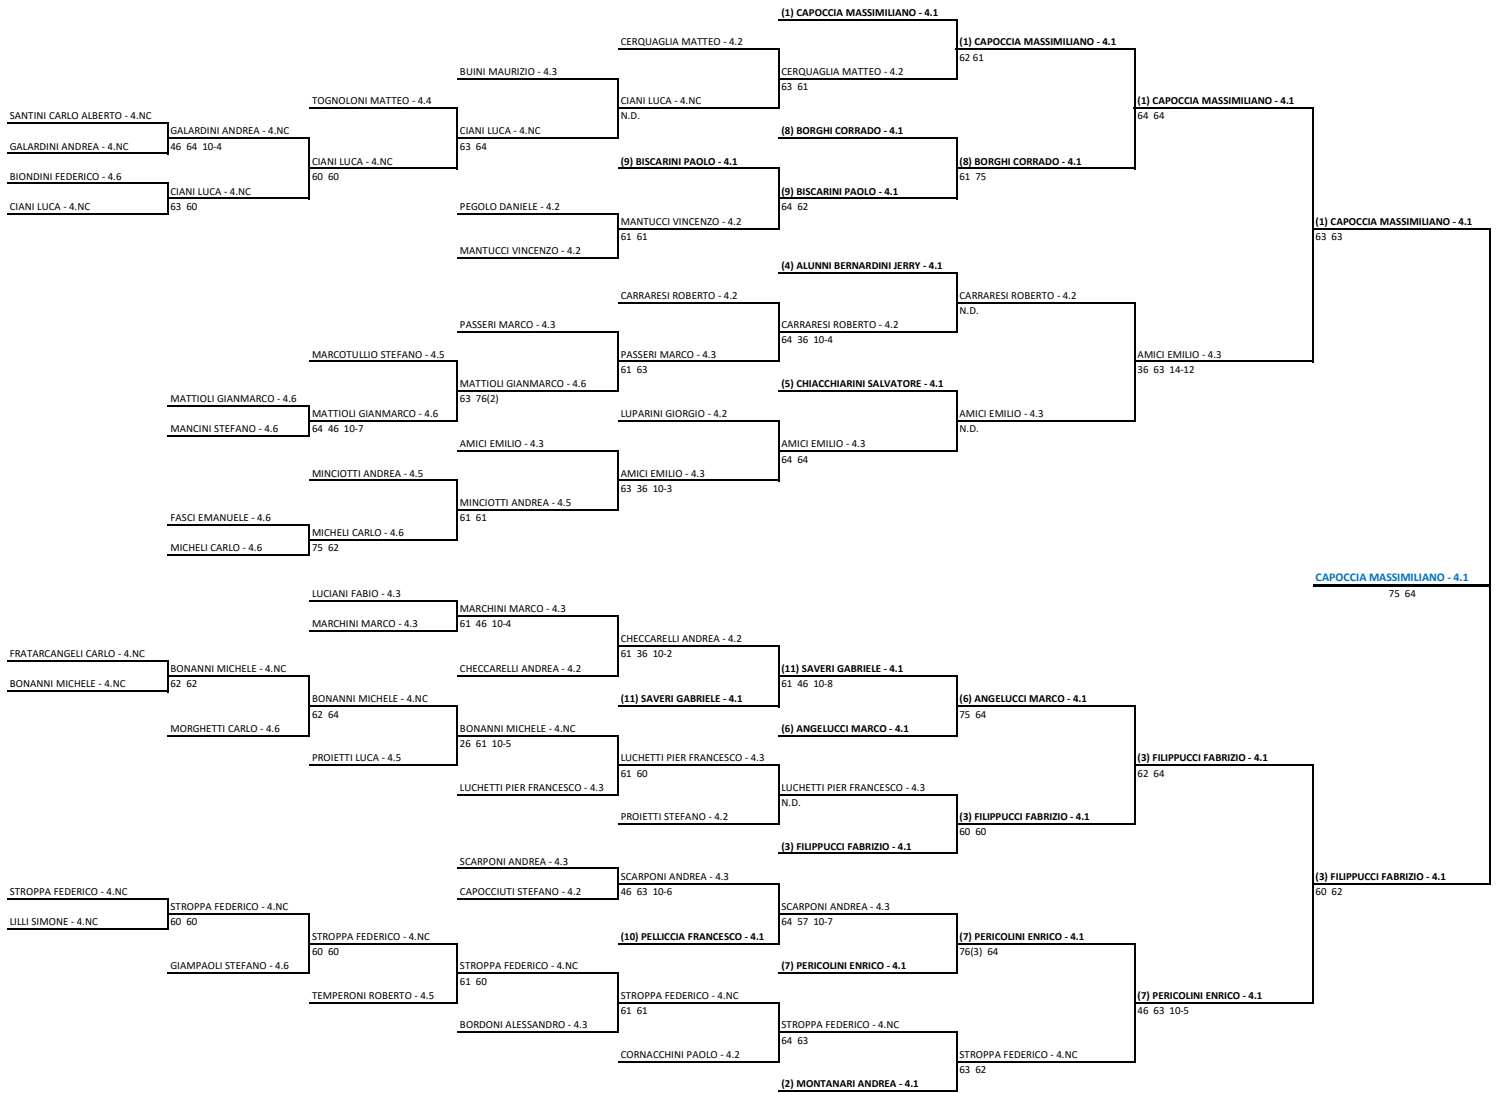 (1) CAPOCCIA MASSIMILIANO - 4.1
CERQUAGLIA MATTEO - 4.2
(1) CAPOCCIA MASSIMILIANO - 4.1
62 61
BUINI MAURIZIO - 4.3
CERQUAGLIA MATTEO - 4.2
63 61
TOGNOLONI MATTEO - 4.4
CIANI LUCA - 4.NC
N.D.
(1) CAPOCCIA MASSIMILIANO - 4.1
64 64
SANTINI CARLO ALBERTO - 4.NC
GALARDINI ANDREA - 4.NC
46 64 10-4
CIANI LUCA - 4.NC
63 64
(8) BORGHI CORRADO - 4.1
GALARDINI ANDREA - 4.NC
CIANI LUCA - 4.NC
60 60
(9) BISCARINI PAOLO - 4.1
(8) BORGHI CORRADO - 4.1
61 75
BIONDINI FEDERICO - 4.6
CIANI LUCA - 4.NC
63 60
(9) BISCARINI PAOLO - 4.1
64 62
CIANI LUCA - 4.NC
PEGOLO DANIELE - 4.2
MANTUCCI VINCENZO - 4.2
61 61
(1) CAPOCCIA MASSIMILIANO - 4.1
63 63
MANTUCCI VINCENZO - 4.2
(4) ALUNNI BERNARDINI JERRY - 4.1
CARRARESI ROBERTO - 4.2
CARRARESI ROBERTO - 4.2
N.D.
PASSERI MARCO - 4.3
CARRARESI ROBERTO - 4.2
64 36 10-4
MARCOTULLIO STEFANO - 4.5
PASSERI MARCO - 4.3
61 63
AMICI EMILIO - 4.3
36 63 14-12
MATTIOLI GIANMARCO - 4.6
63 76(2)
(5) CHIACCHIARINI SALVATORE - 4.1
MATTIOLI GIANMARCO - 4.6
MATTIOLI GIANMARCO - 4.6
64 46 10-7
LUPARINI GIORGIO - 4.2
AMICI EMILIO - 4.3
N.D.
MANCINI STEFANO - 4.6
AMICI EMILIO - 4.3
AMICI EMILIO - 4.3
64 64
MINCIOTTI ANDREA - 4.5
AMICI EMILIO - 4.3
63 36 10-3
MINCIOTTI ANDREA - 4.5
61 61
FASCI EMANUELE - 4.6
MICHELI CARLO - 4.6
75 62
MICHELI CARLO - 4.6
CAPOCCIA MASSIMILIANO - 4.1
75 64
LUCIANI FABIO - 4.3
MARCHINI MARCO - 4.3
61 46 10-4
MARCHINI MARCO - 4.3
CHECCARELLI ANDREA - 4.2
61 36 10-2
FRATARCANGELI CARLO - 4.NC
BONANNI MICHELE - 4.NC
62 62
CHECCARELLI ANDREA - 4.2
(11) SAVERI GABRIELE - 4.1
61 46 10-8
BONANNI MICHELE - 4.NC
BONANNI MICHELE - 4.NC
62 64
(11) SAVERI GABRIELE - 4.1
(6) ANGELUCCI MARCO - 4.1
75 64
MORGHETTI CARLO - 4.6
BONANNI MICHELE - 4.NC
26 61 10-5
(6) ANGELUCCI MARCO - 4.1
PROIETTI LUCA - 4.5
LUCHETTI PIER FRANCESCO - 4.3
61 60
(3) FILIPPUCCI FABRIZIO - 4.1
62 64
LUCHETTI PIER FRANCESCO - 4.3
LUCHETTI PIER FRANCESCO - 4.3
N.D.
PROIETTI STEFANO - 4.2
(3) FILIPPUCCI FABRIZIO - 4.1
60 60
(3) FILIPPUCCI FABRIZIO - 4.1
SCARPONI ANDREA - 4.3
SCARPONI ANDREA - 4.3
46 63 10-6
(3) FILIPPUCCI FABRIZIO - 4.1
60 62
STROPPA FEDERICO - 4.NC
CAPOCCIUTI STEFANO - 4.2
STROPPA FEDERICO - 4.NC
60 60
SCARPONI ANDREA - 4.3
64 57 10-7
LILLI SIMONE - 4.NC
STROPPA FEDERICO - 4.NC
60 60
(10) PELLICCIA FRANCESCO - 4.1
(7) PERICOLINI ENRICO - 4.1
76(3) 64
GIAMPAOLI STEFANO - 4.6
STROPPA FEDERICO - 4.NC
61 60
(7) PERICOLINI ENRICO - 4.1
TEMPERONI ROBERTO - 4.5
STROPPA FEDERICO - 4.NC
61 61
(7) PERICOLINI ENRICO - 4.1
46 63 10-5
BORDONI ALESSANDRO - 4.3
STROPPA FEDERICO - 4.NC
64 63
CORNACCHINI PAOLO - 4.2
STROPPA FEDERICO - 4.NC
63 62
(2) MONTANARI ANDREA - 4.1